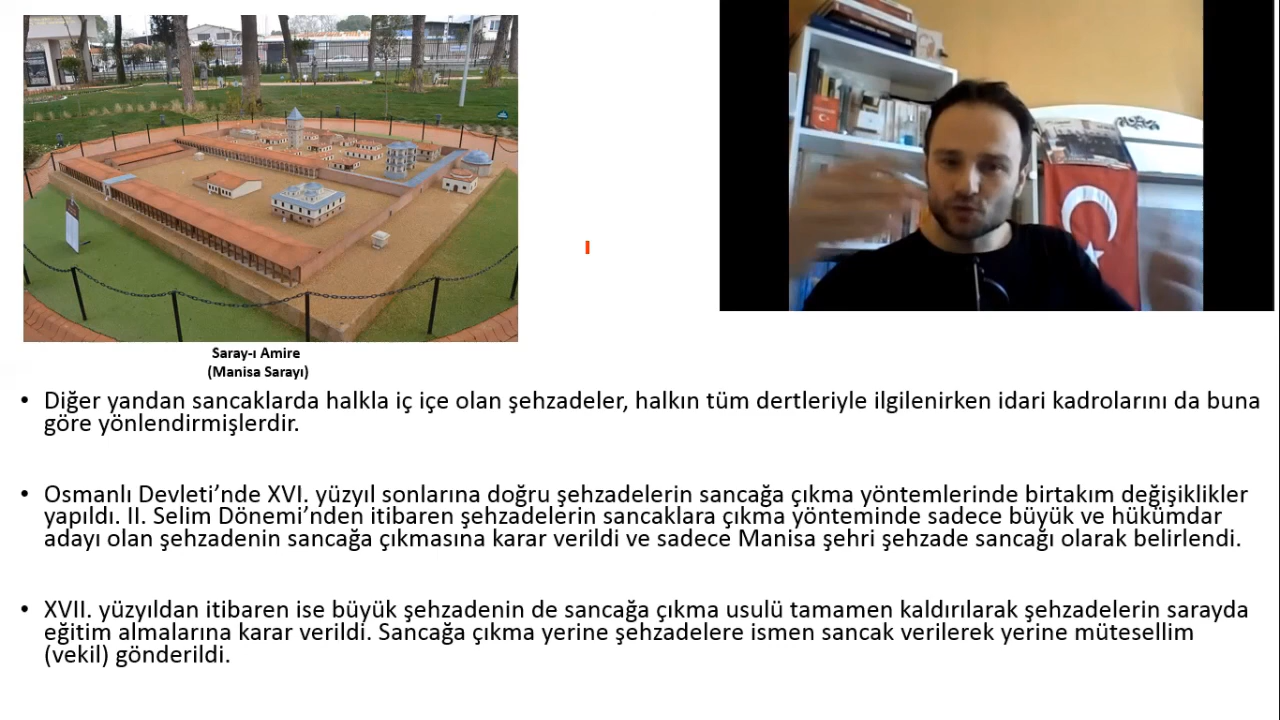 Saray-ı Amire
(Manisa Sarayı)
• Diğer yandan sancaklarda halkla iç içe olan şehzadeler, halkın tüm dertleriyle ilgilenirken idari kadrolarını da buna
göre yönlendirmişlerdir.
• Osmanlı Devleti’nde XVI. yüzyıl sonlarına doğru şehzadelerin sancağa çıkma yöntemlerinde birtakım değişiklikler
yapıldı. II. Selim Dönemi’nden itibaren şehzadelerin sancaklara çıkma yönteminde sadece büyük ve hükümdar
adayı olan şehzadenin sancağa çıkmasına karar verildi ve sadece Manisa şehri şehzade sancağı olarak belirlendi.
• XVII. yüzyıldan itibaren ise büyük şehzadenin de sancağa çıkma usulü tamamen kaldırılarak şehzadelerin sarayda
eğitim almalarına karar verildi. Sancağa çıkma yerine şehzadelere ismen sancak verilerek yerine mütesellim
(vekil) gönderildi.